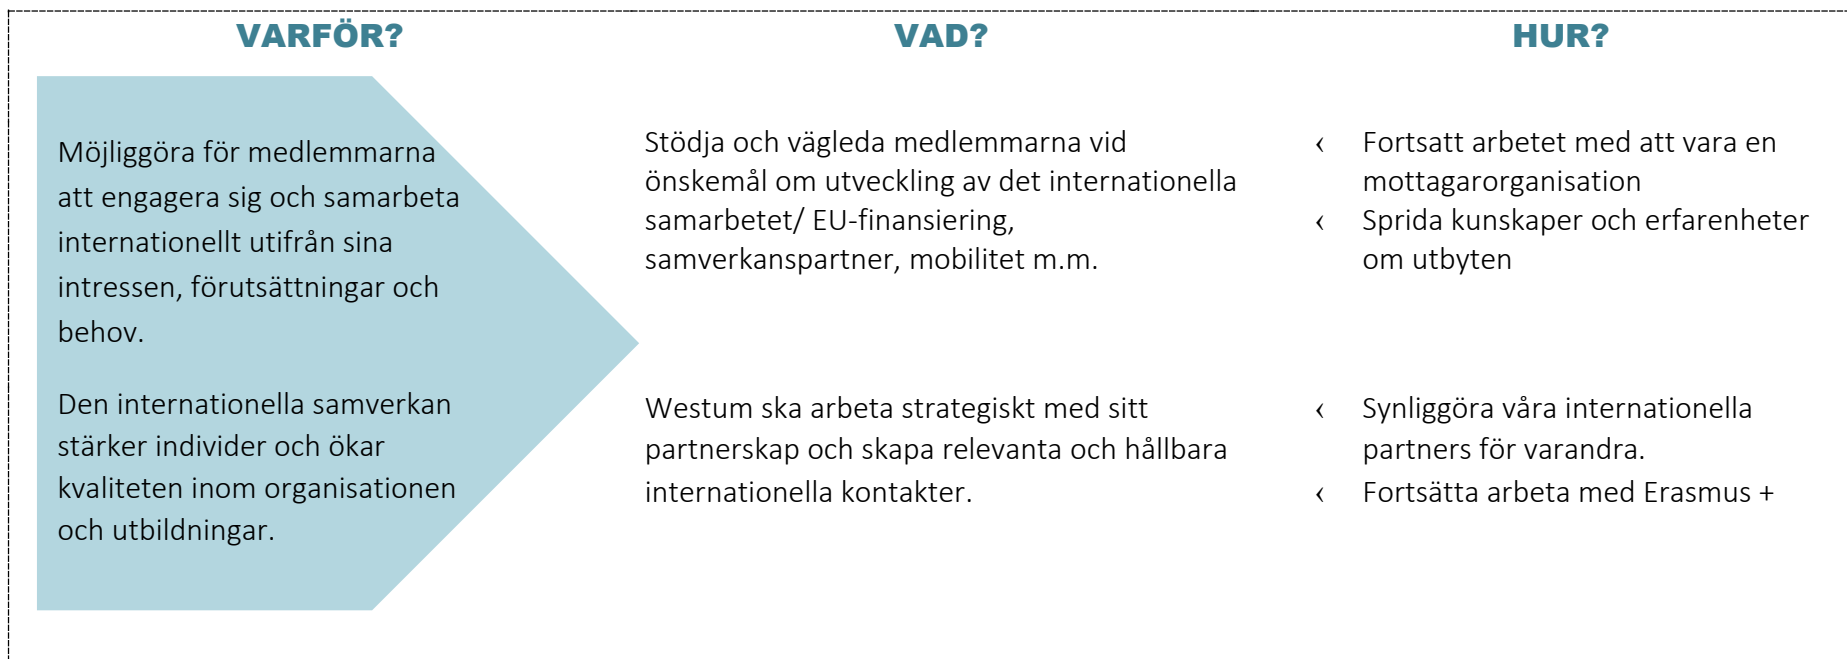 VARFÖR?
Möjliggöra för medlemmarna
att engagera sig och samarbeta
internationellt utifrån sina
intressen, förutsättningar och
behov.
Den internationella samverkan
stärker individer och ökar
kvaliteten inom organisationen
och utbildningar.
VAD?
Stödja och vägleda medlemmarna vid
önskemål om utveckling av det internationella
samarbetet/ EU-finansiering,
samverkanspartner, mobilitet m.m.
Westum ska arbeta strategiskt med sitt
partnerskap och skapa relevanta och hållbara
internationella kontakter.
HUR?
‹ Fortsatt arbetet med att vara en
mottagarorganisation
‹ Sprida kunskaper och erfarenheter
om utbyten
‹ Synliggöra våra internationella
partners för varandra.
‹ Fortsätta arbeta med Erasmus +